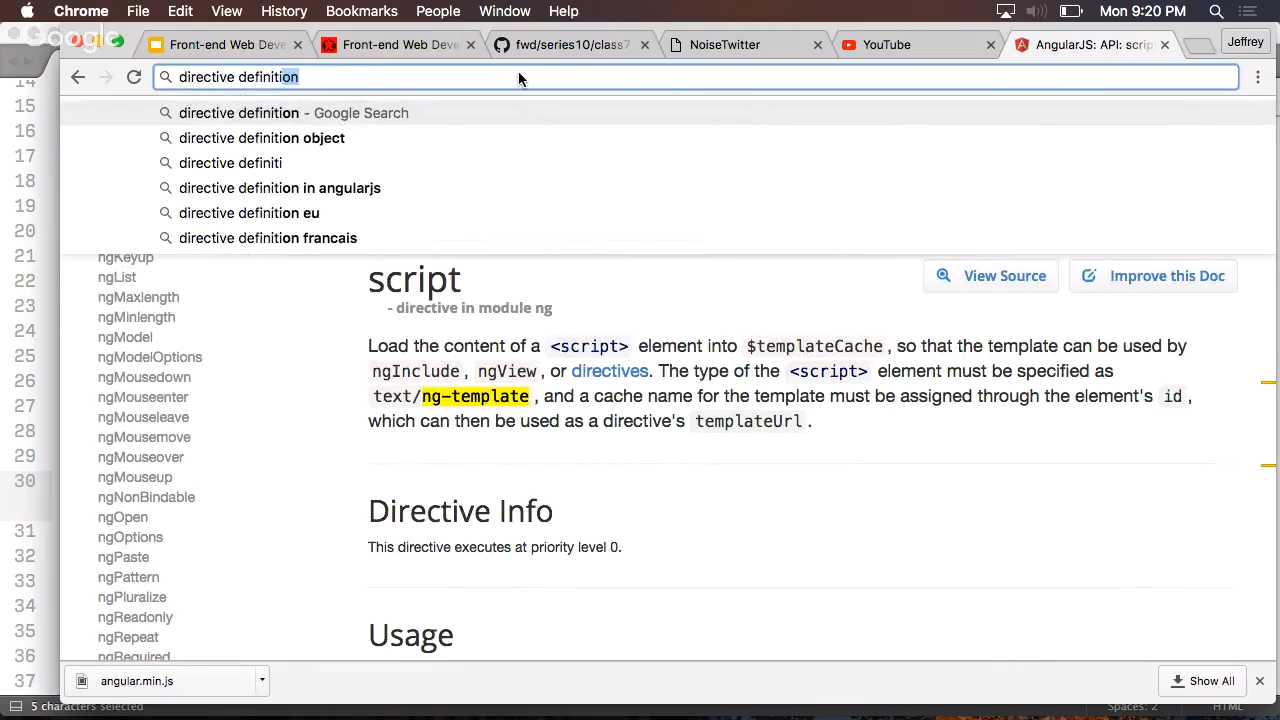 Chrome File Edit View History Bookmarks People Window Help Mon 9:20 PM
Google
Front-end Web Deve × Front-end Web Deve × fwd/series10/class7 × NoiseTwitter × YouTube × AngularJS: API: scrip × Jeffrey
directive definition
directive definition - Google Search
directive definition object
directive definiti
directive definition in angularjs
directive definition eu
directive definition francais
14
15
16
17
18
19
20
21
22
23
24
25
26
27
28
29
30
31
32
33
34
35
36
37
ngKeyup
ngList
ngMaxlength
ngMinlength
ngModel
ngModelOptions
ngMousedown
ngMouseenter
ngMouseleave
ngMousemove
ngMouseover
ngMouseup
ngNonBindable
ngOpen
ngOptions
ngPaste
ngPattern
ngPluralize
ngReadonly
ngRepeat
ngRequired
script
View Source Improve this Doc
- directive in module ng
Load the content of a <script> element into $templateCache, so that the template can be used by
ngInclude, ngView, or directives. The type of the <script> element must be specified as
text/ng-template, and a cache name for the template must be assigned through the element's id,
which can then be used as a directive's templateUrl.
Directive Info
This directive executes at priority level 0.
Usage
angular.min.js Show All ×
5 characters selected Spaces: 2 HTML